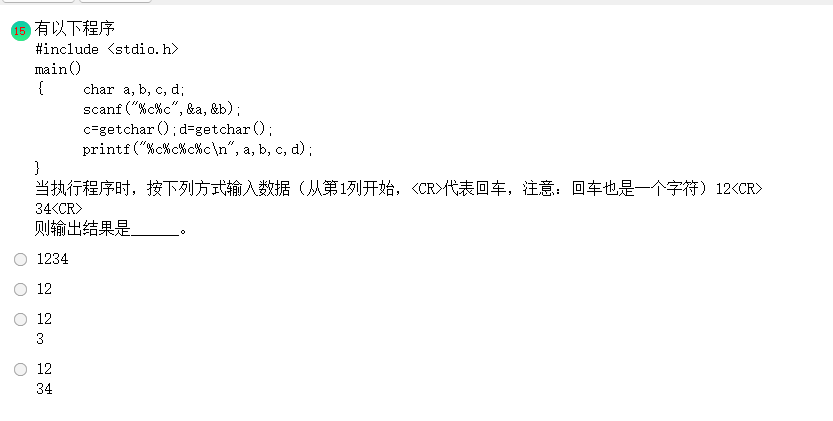 15 有以下程序
#include <stdio.h>
main()
{ char a,b,c,d;
scanf("%c%c",&a,&b);
c=getchar();d=getchar();
printf("%c%c%c%c\n",a,b,c,d);
}
当执行程序时，按下列方式输入数据（从第1列开始，<CR>代表回车，注意：回车也是一个字符）12<CR>
34<CR>
则输出结果是______。
1234
12
12
3
12
34